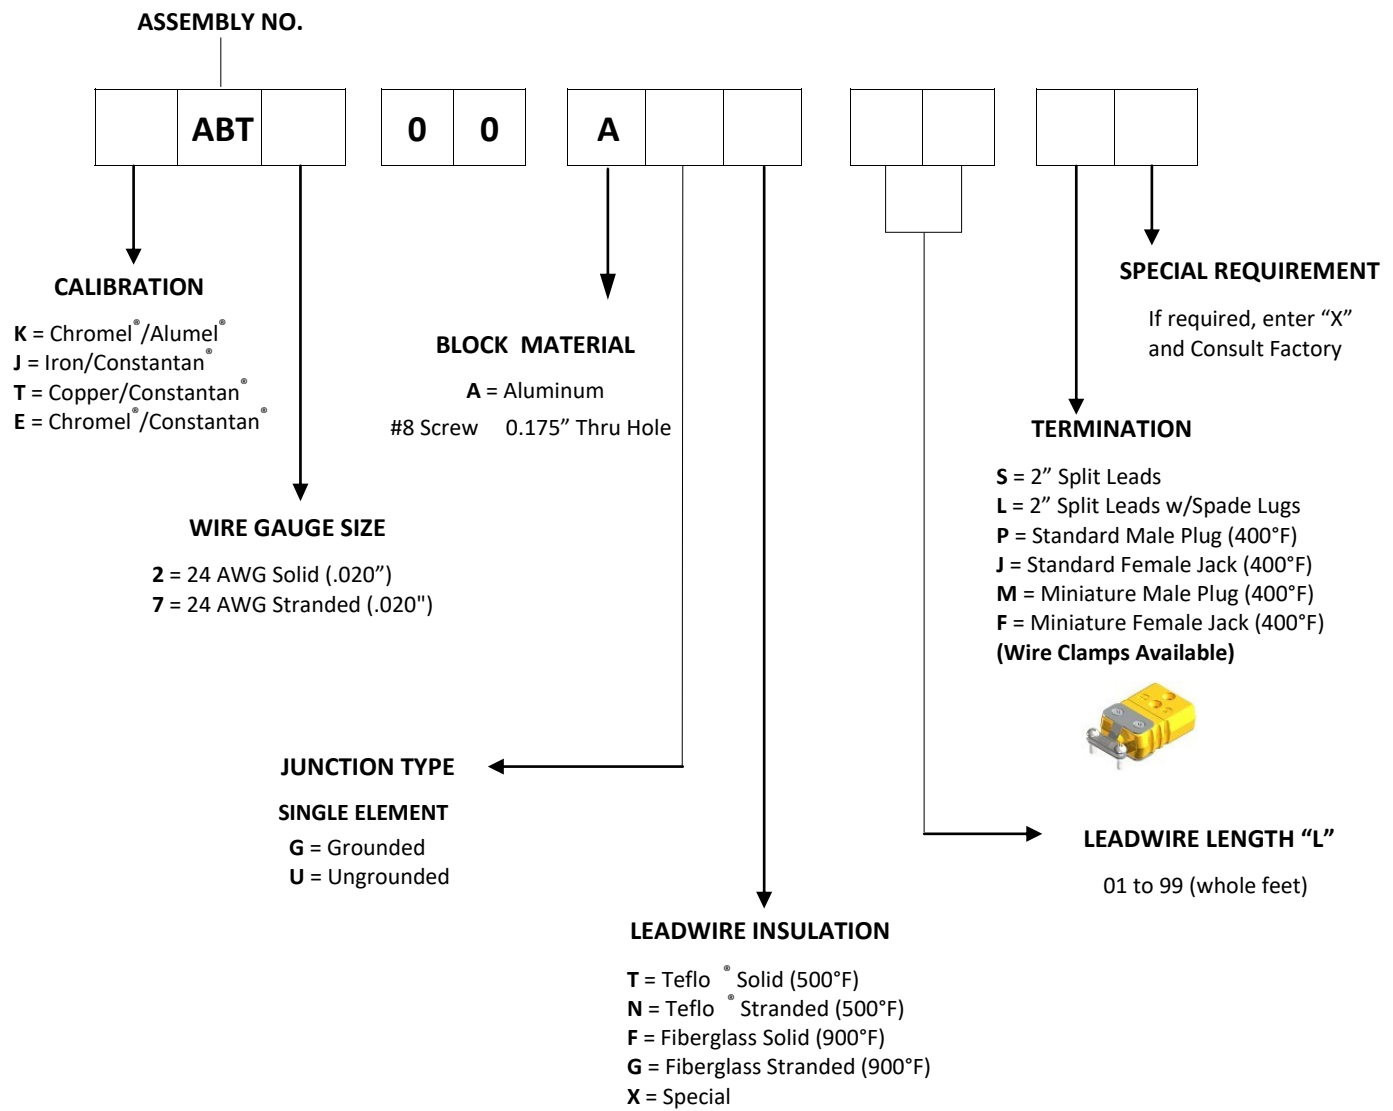 ASSEMBLY NO.
ABT 0 0 A
CALIBRATION
K = Chromel®/Alumel®
J = Iron/Constantan®
T = Copper/Constantan®
E = Chromel®/Constantan®
WIRE GAUGE SIZE
2 = 24 AWG Solid (.020”)
7 = 24 AWG Stranded (.020")
BLOCK MATERIAL
A = Aluminum
#8 Screw 0.175” Thru Hole
SPECIAL REQUIREMENT
If required, enter “X”
and Consult Factory
TERMINATION
S = 2” Split Leads
L = 2” Split Leads w/Spade Lugs
P = Standard Male Plug (400°F)
J = Standard Female Jack (400°F)
M = Miniature Male Plug (400°F)
F = Miniature Female Jack (400°F)
(Wire Clamps Available)
JUNCTION TYPE
SINGLE ELEMENT
G = Grounded
U = Ungrounded
LEADWIRE LENGTH “L”
01 to 99 (whole feet)
LEADWIRE INSULATION
T = Teflo ® Solid (500°F)
N = Teflo ® Stranded (500°F)
F = Fiberglass Solid (900°F)
G = Fiberglass Stranded (900°F)
X = Special